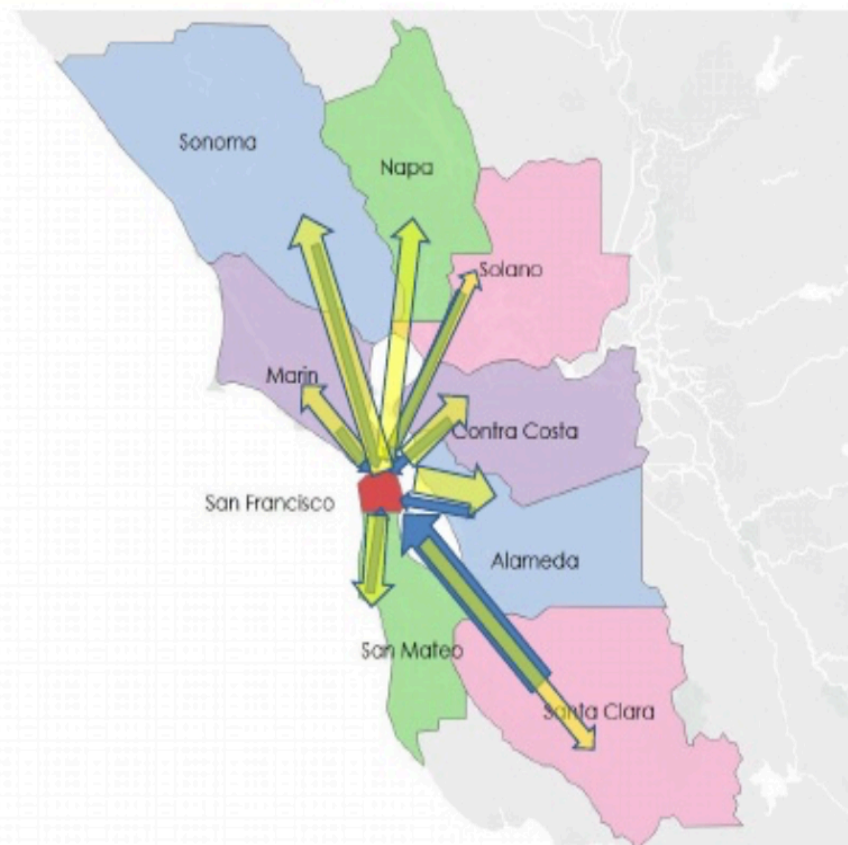 Sonoma
Napa
Solano
Marin
Contra Costa
San Francisco
Alameda
San Mateo
Santa Clara